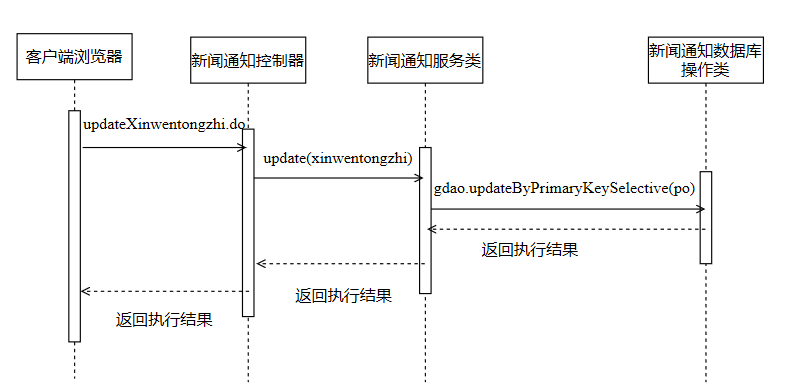 客户端浏览器
新闻通知控制器
新闻通知服务类
新闻通知数据库
操作类
updateXinwentongzhi.do
update(xinwentongzhi)
gdao.updateByPrimaryKeySelective(po)
返回执行结果
返回执行结果
返回执行结果